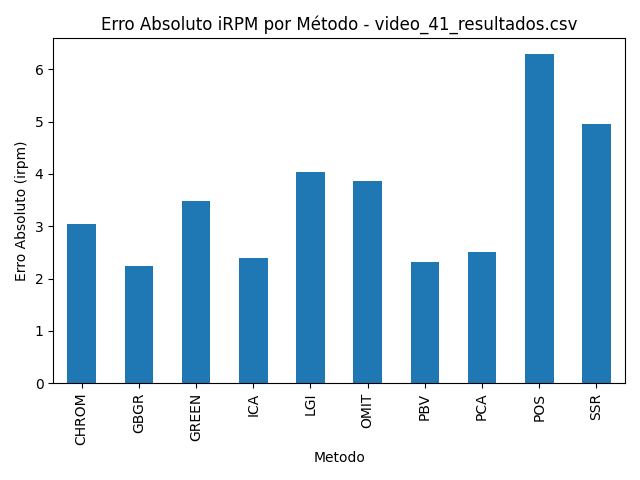 Erro Absoluto iRPM por Método - video_41_resultados.csv
Erro Absoluto (irpm)
6
5
4
3
2
1
0
CHROM
GBGR
GREEN
ICA
LGI
OMIT
PBV
PCA
POS
SSR
Metodo